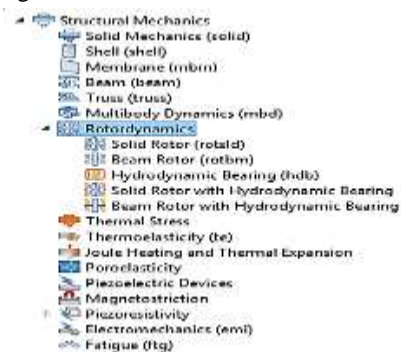 Structural Mechanics
Solid Mechanics (solid)
Shell (shell)
Membrane (mbrn)
Beam (beam)
Truss (truss)
Multibody Dynamics (mbd)
Rotordynamics
Solid Rotor (rotsld)
Beam Rotor (rotbm)
Hydrodynamic Bearing (hdb)
Solid Rotor with Hydrodynamic Bearing
Beam Rotor with Hydrodynamic Bearing
Thermal Stress
Thermoelasticity (te)
Joule Heating and Thermal Expansion
Poroelasticity
Piezoelectric Devices
Magnetostriction
Piezoresistivity
Electromechanics (emi)
Fatigue (ftg)